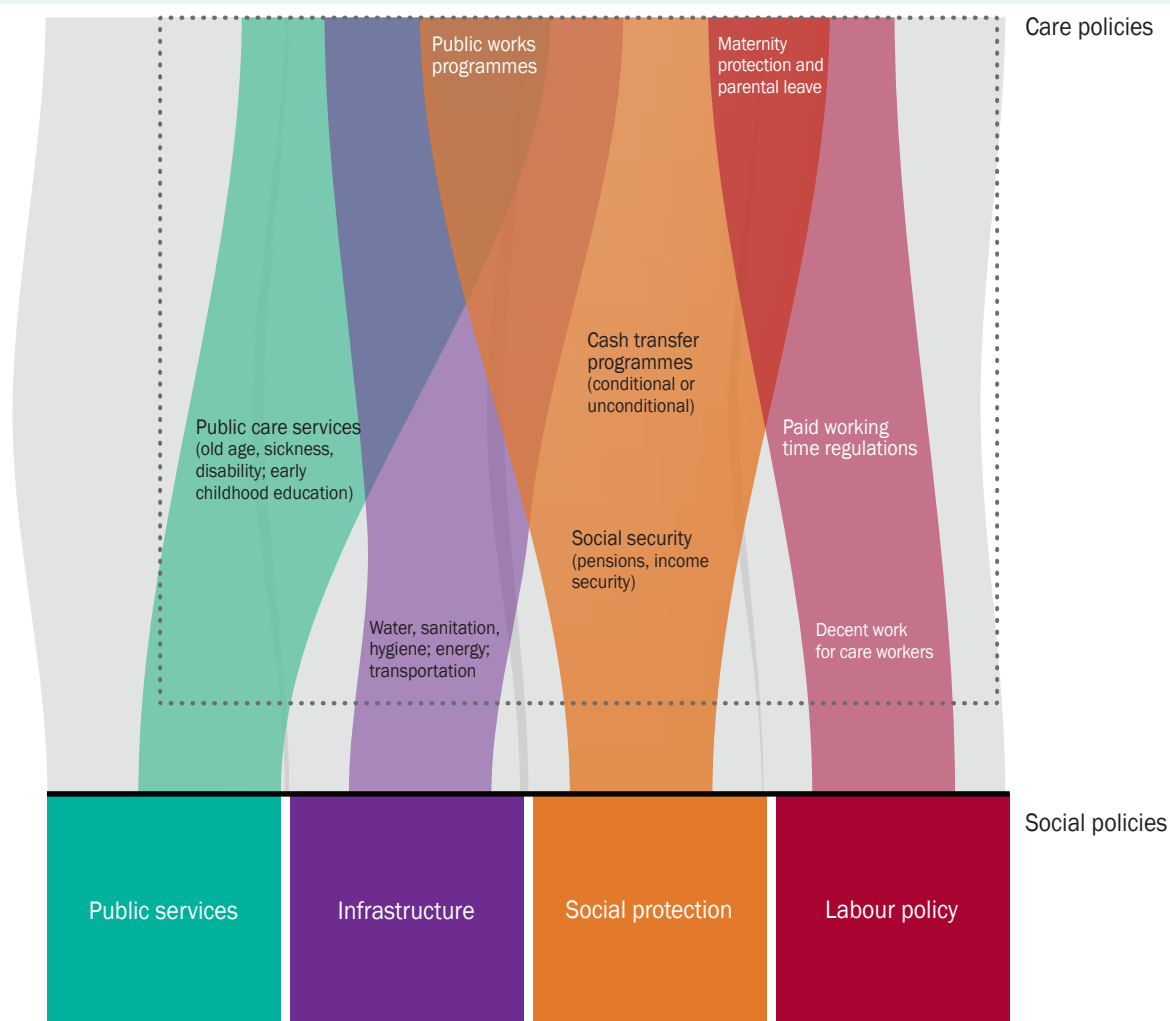 Care policies
Public works
programmes
Maternity
protection and
parental leave
Cash transfer
programmes
(conditional or
unconditional)
Public care services
(old age, sickness,
disability; early
childhood education)
Paid working
time regulations
Social security
(pensions, income
security)
Water, sanitation,
hygiene; energy;
transportation
Decent work
for care workers
Social policies
Public services
Infrastructure
Social protection
Labour policy